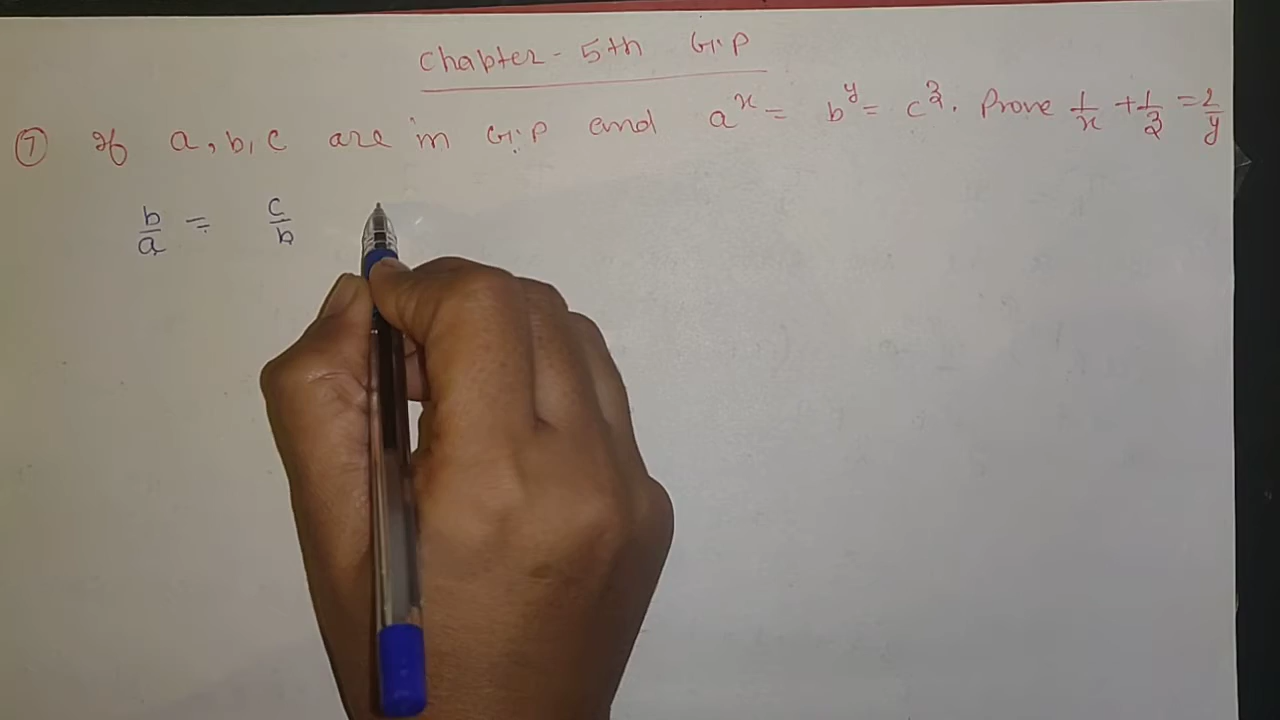 Chapter - 5th G.P
⑦ If a, b, c are in G.P and a^x = b^y = c^z. Prove 1/x + 1/z = 2/y
b/a = c/b